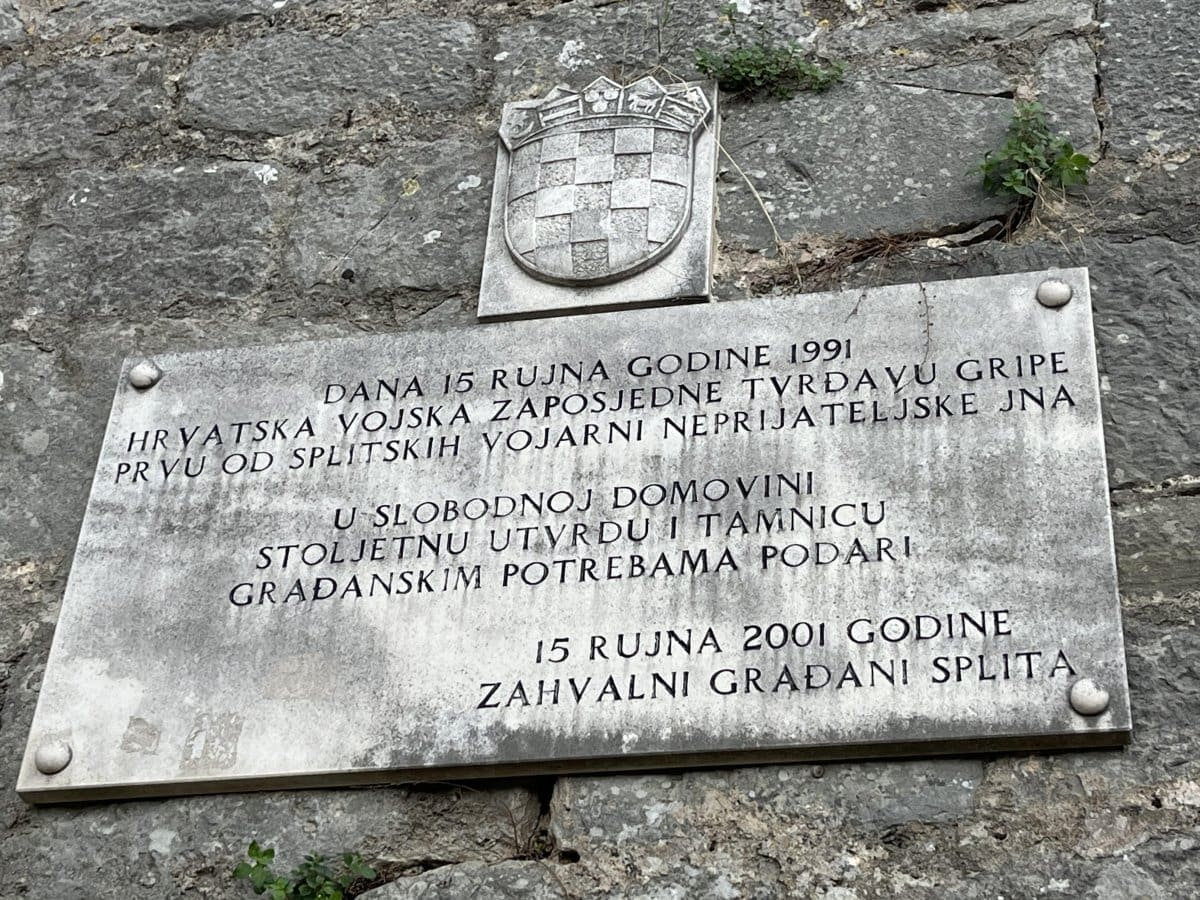 DANA 15 RUJNA GODINE 1991
HRVATSKA VOJSKA ZAPOSJEDNE TVRĐAVU GRIPE
PRVU OD SPLITSKIH VOJARNI NEPRIJATELJSKE JNA
U SLOBODNOJ DOMOVINI
STOLJETNU UTVRDU I TAMNICU
GRAĐANSKIM POTREBAMA PODARI
15 RUJNA 2001 GODINE
ZAHVALNI GRAĐANI SPLITA